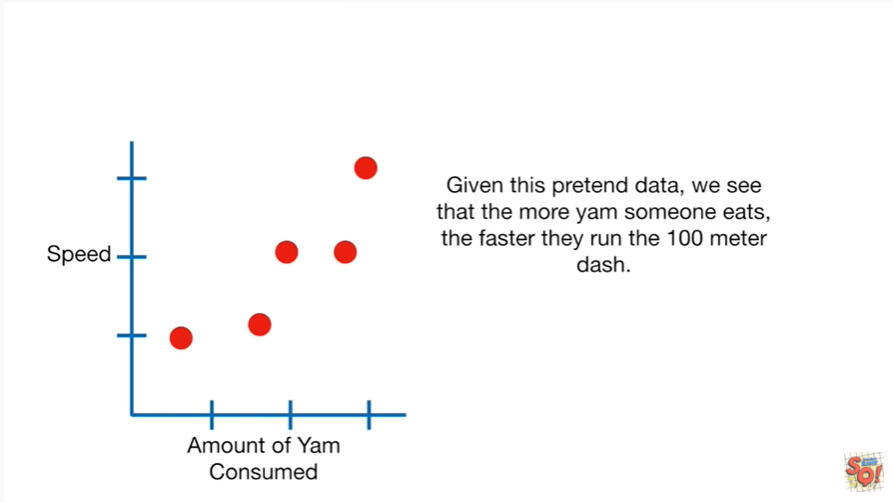 Given this pretend data, we see
that the more yam someone eats,
the faster they run the 100 meter
dash.
Speed
Amount of Yam
Consumed
SQ!